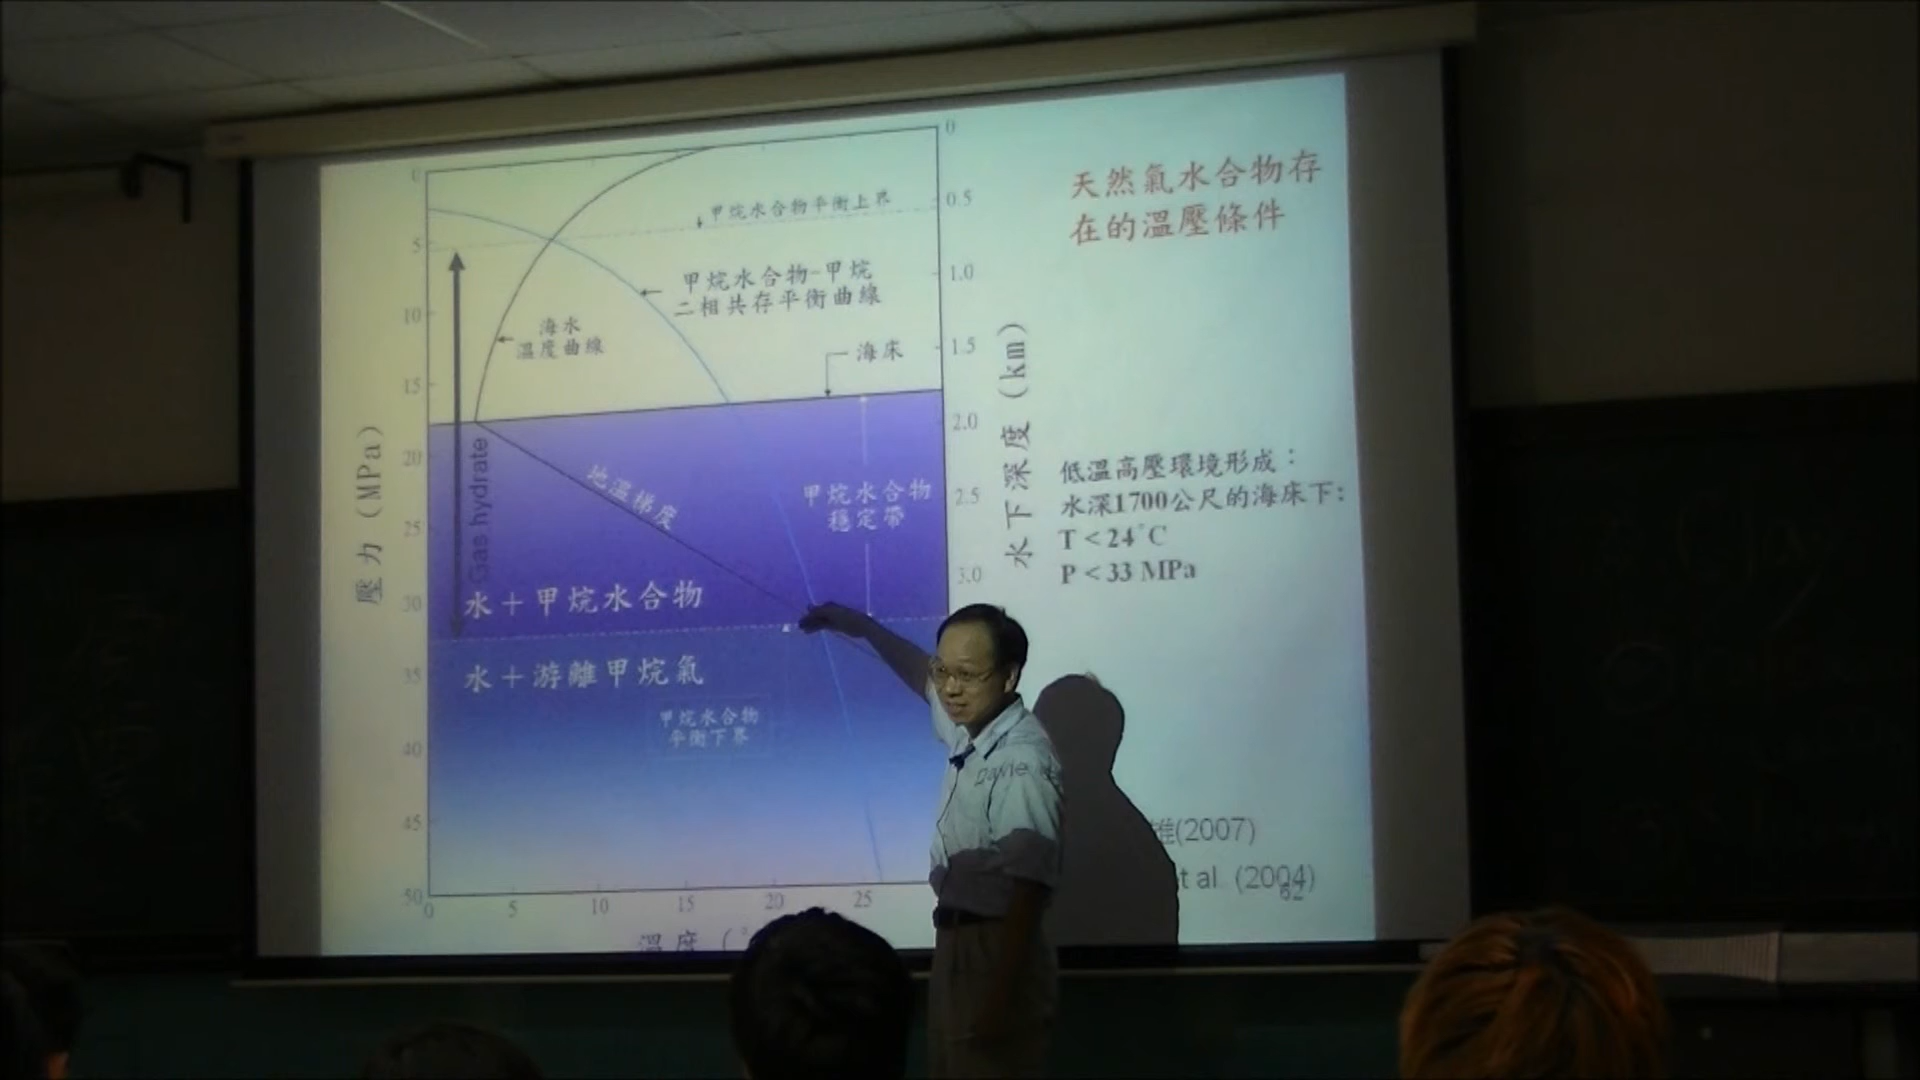 天然氣水合物存
在的溫壓條件
低溫高壓環境形成：
水深1700公尺的海床下:
T < 24°C
P < 33 MPa
雄(2007)
t al. (2004)
62
壓力 (MPa)
0
5
10
15
20
25
30
35
40
45
50
甲烷水合物平衡上界
甲烷水合物-甲烷
二相共存平衡曲線
海水
溫度曲線
海床
Gas hydrate
地溫梯度
甲烷水合物
穩定帶
水＋甲烷水合物
水＋游離甲烷氣
甲烷水合物
平衡下界
0
0.5
1.0
1.5
2.0
2.5
3.0
水下深度 (km)
0
5
10
15
20
25
溫度 (°